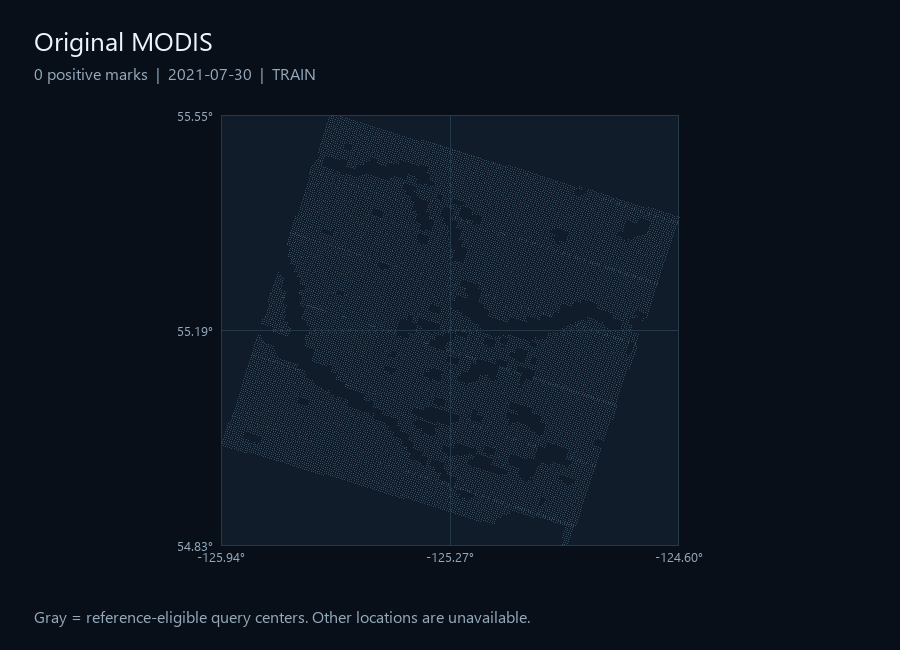 Original MODIS
0 positive marks | 2021-07-30 | TRAIN
55.55°
55.19°
54.83°
-125.94°
-125.27°
-124.60°
Gray = reference-eligible query centers. Other locations are unavailable.